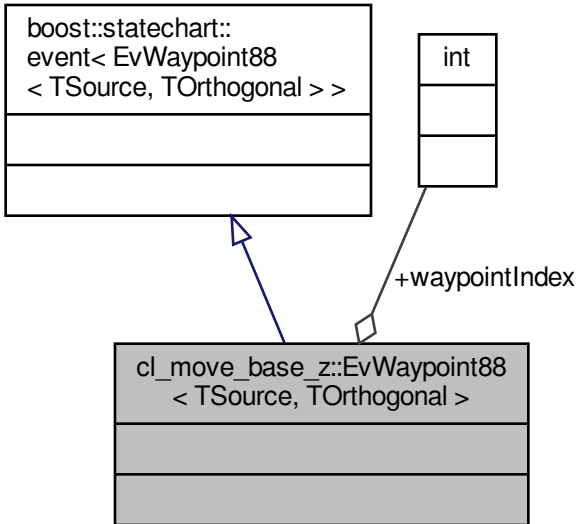 boost::statechart::
event< EvWaypoint88
< TSource, TOrthogonal > >
int
+waypointIndex
cl_move_base_z::EvWaypoint88
< TSource, TOrthogonal >